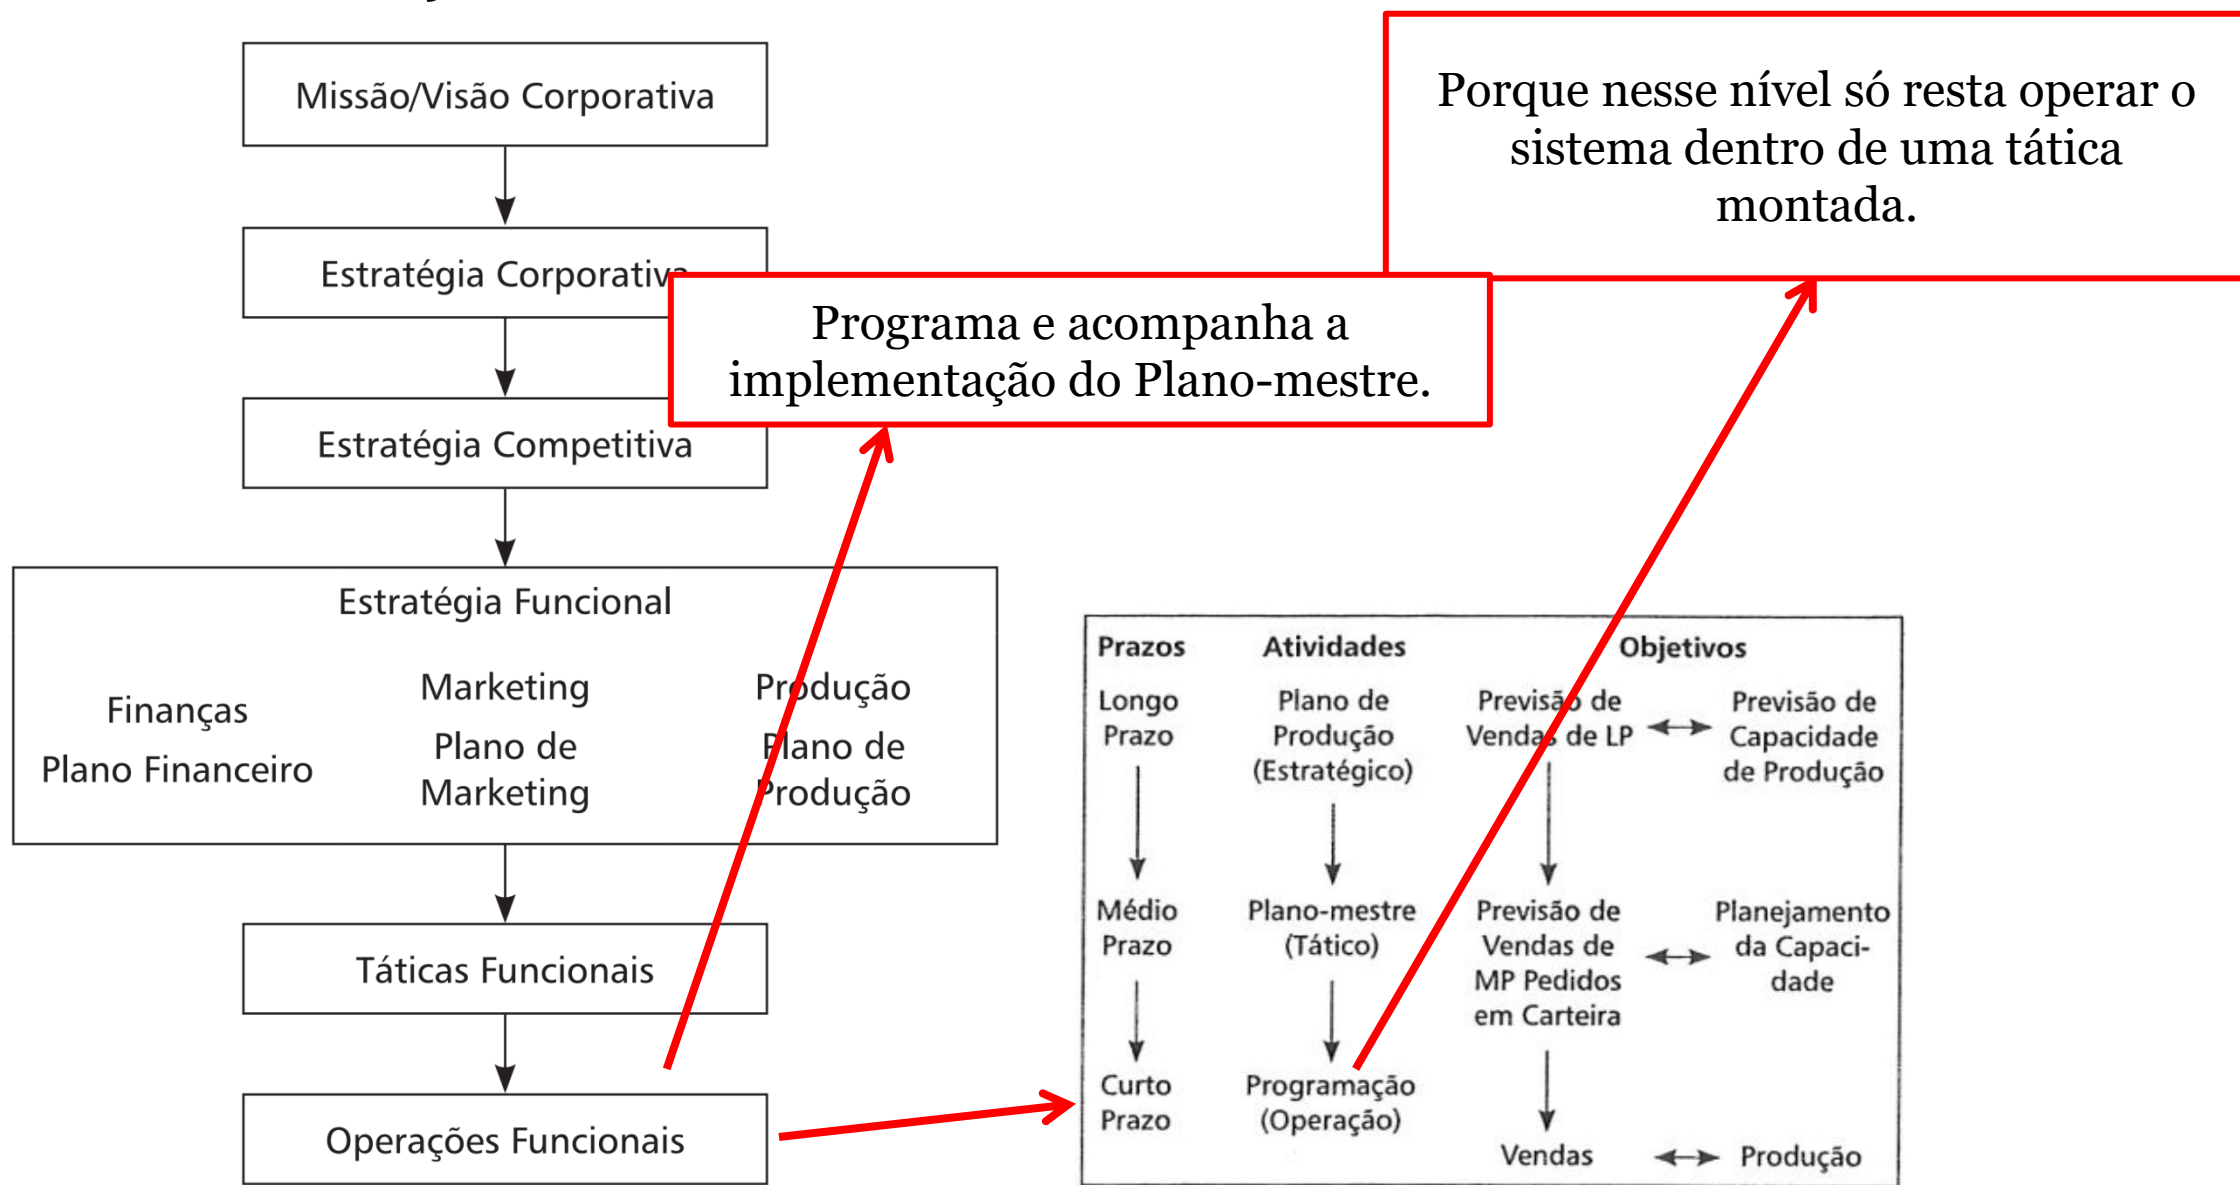 Missão/Visão Corporativa
Estratégia Corporativa
Estratégia Competitiva
Estratégia Funcional
Finanças
Plano Financeiro
Marketing
Plano de
Marketing
Produção
Plano de
Produção
Táticas Funcionais
Operações Funcionais
Programa e acompanha a
implementação do Plano-mestre.
Porque nesse nível só resta operar o
sistema dentro de uma tática
montada.
Prazos Atividades Objetivos
Longo
Prazo
Plano de
Produção
(Estratégico)
Previsão de
Vendas de LP
Previsão de
Capacidade
de Produção
Médio
Prazo
Plano-mestre
(Tático)
Previsão de
Vendas de
MP Pedidos
em Carteira
Planejamento
da Capaci-
dade
Curto
Prazo
Programação
(Operação)
Vendas
Produção